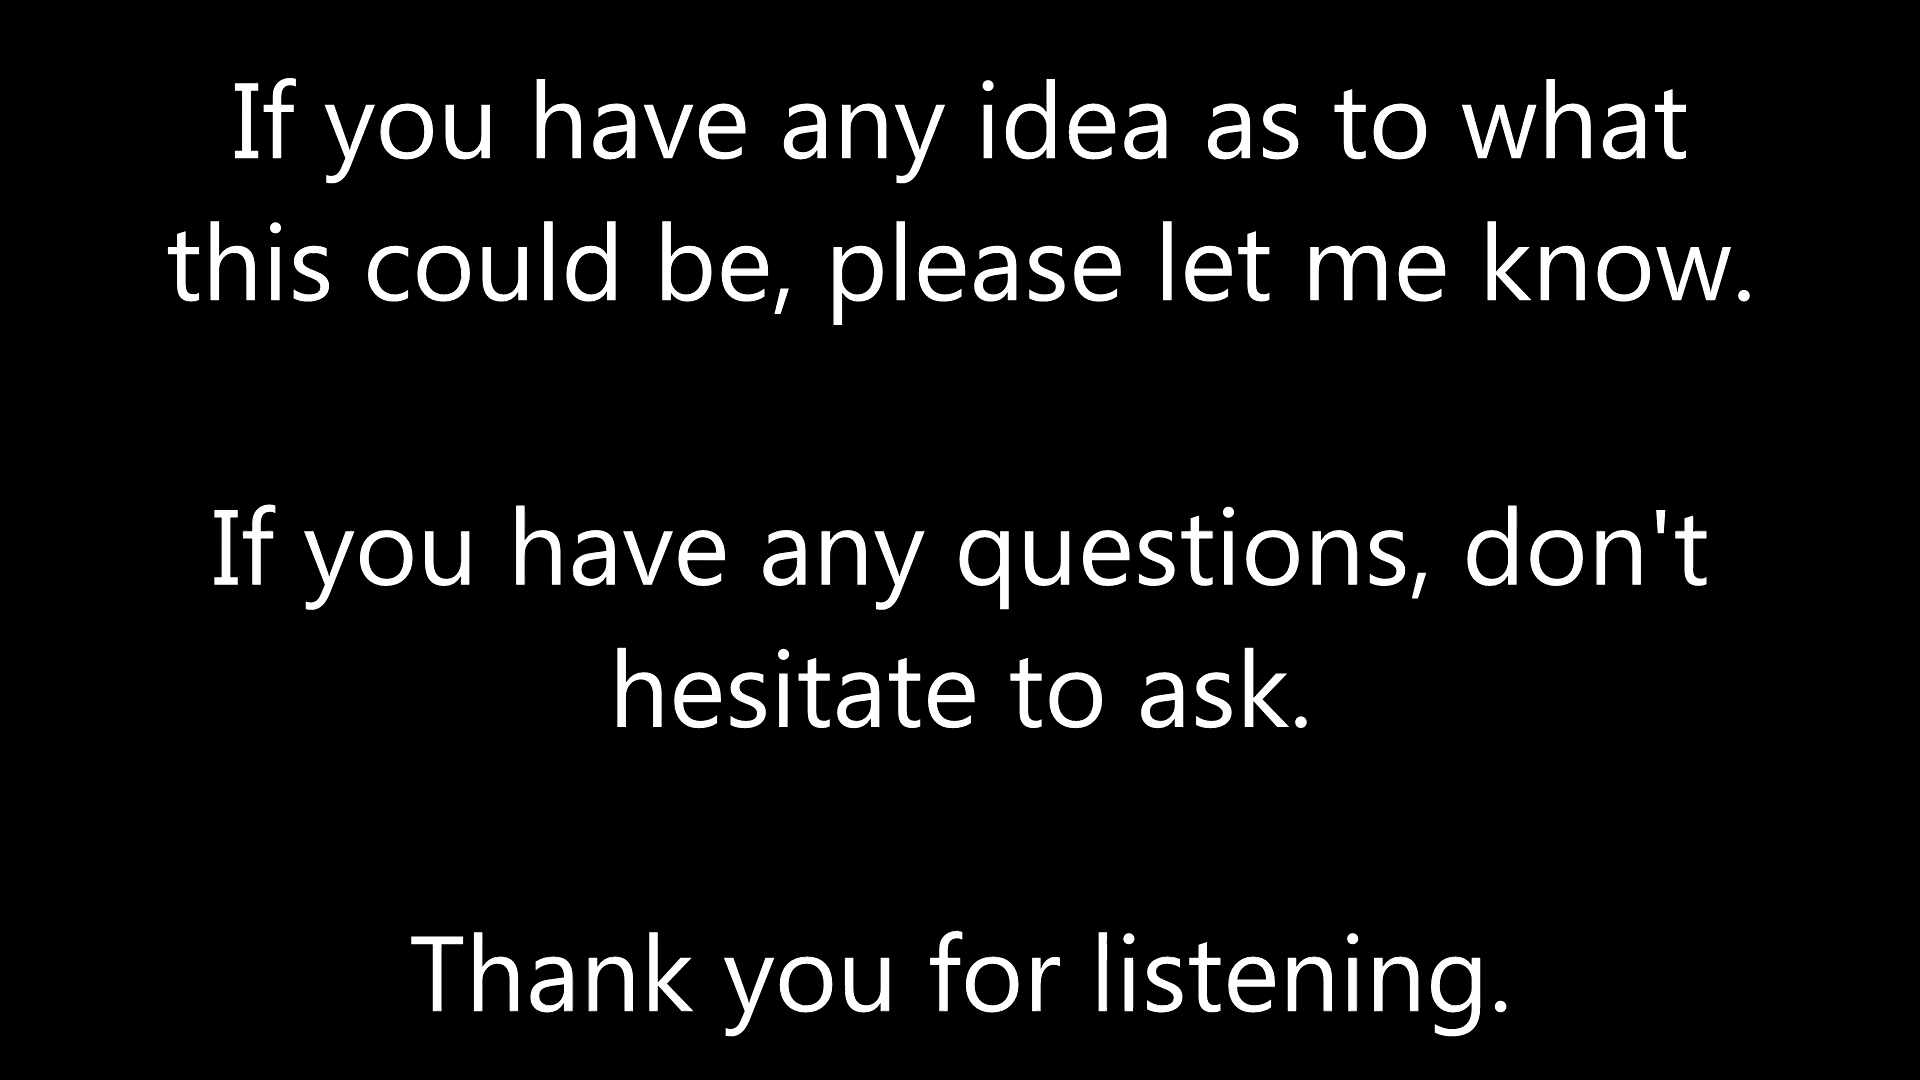 If you have any idea as to what
this could be, please let me know.
If you have any questions, don't
hesitate to ask.
Thank you for listening.